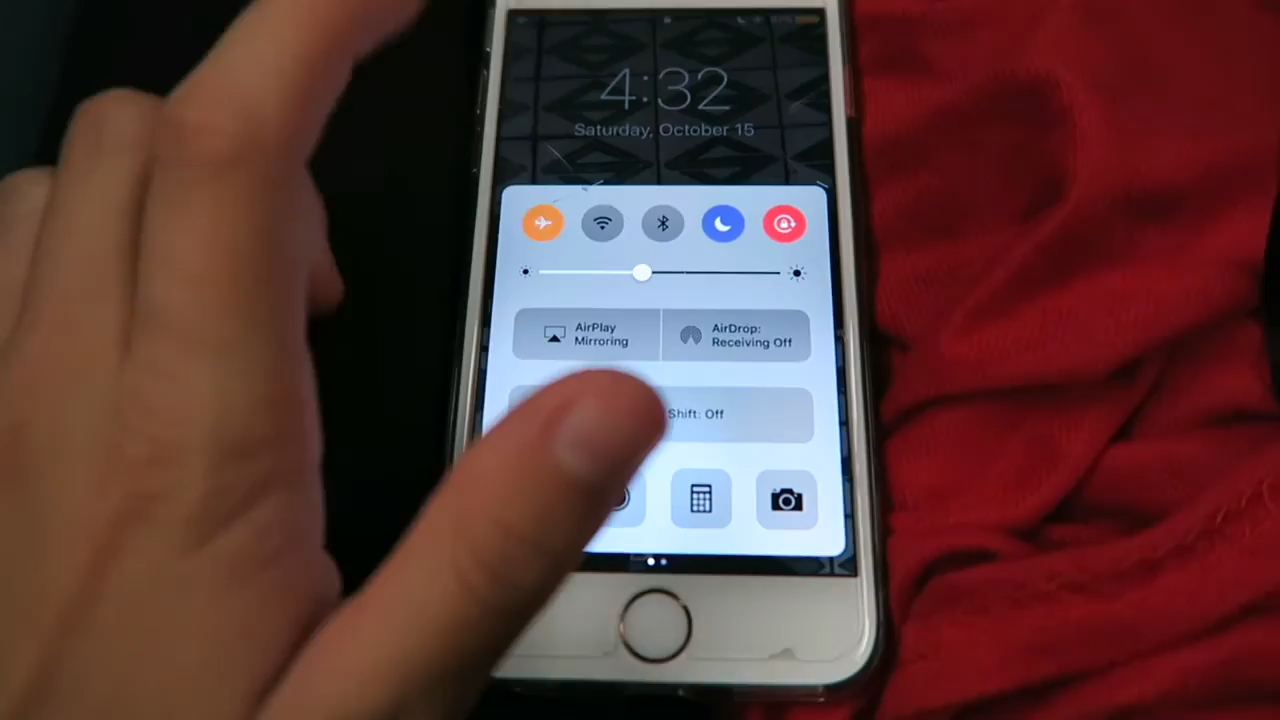 4:32
Saturday, October 15
AirPlay
Mirroring
AirDrop:
Receiving Off
Shift: Off